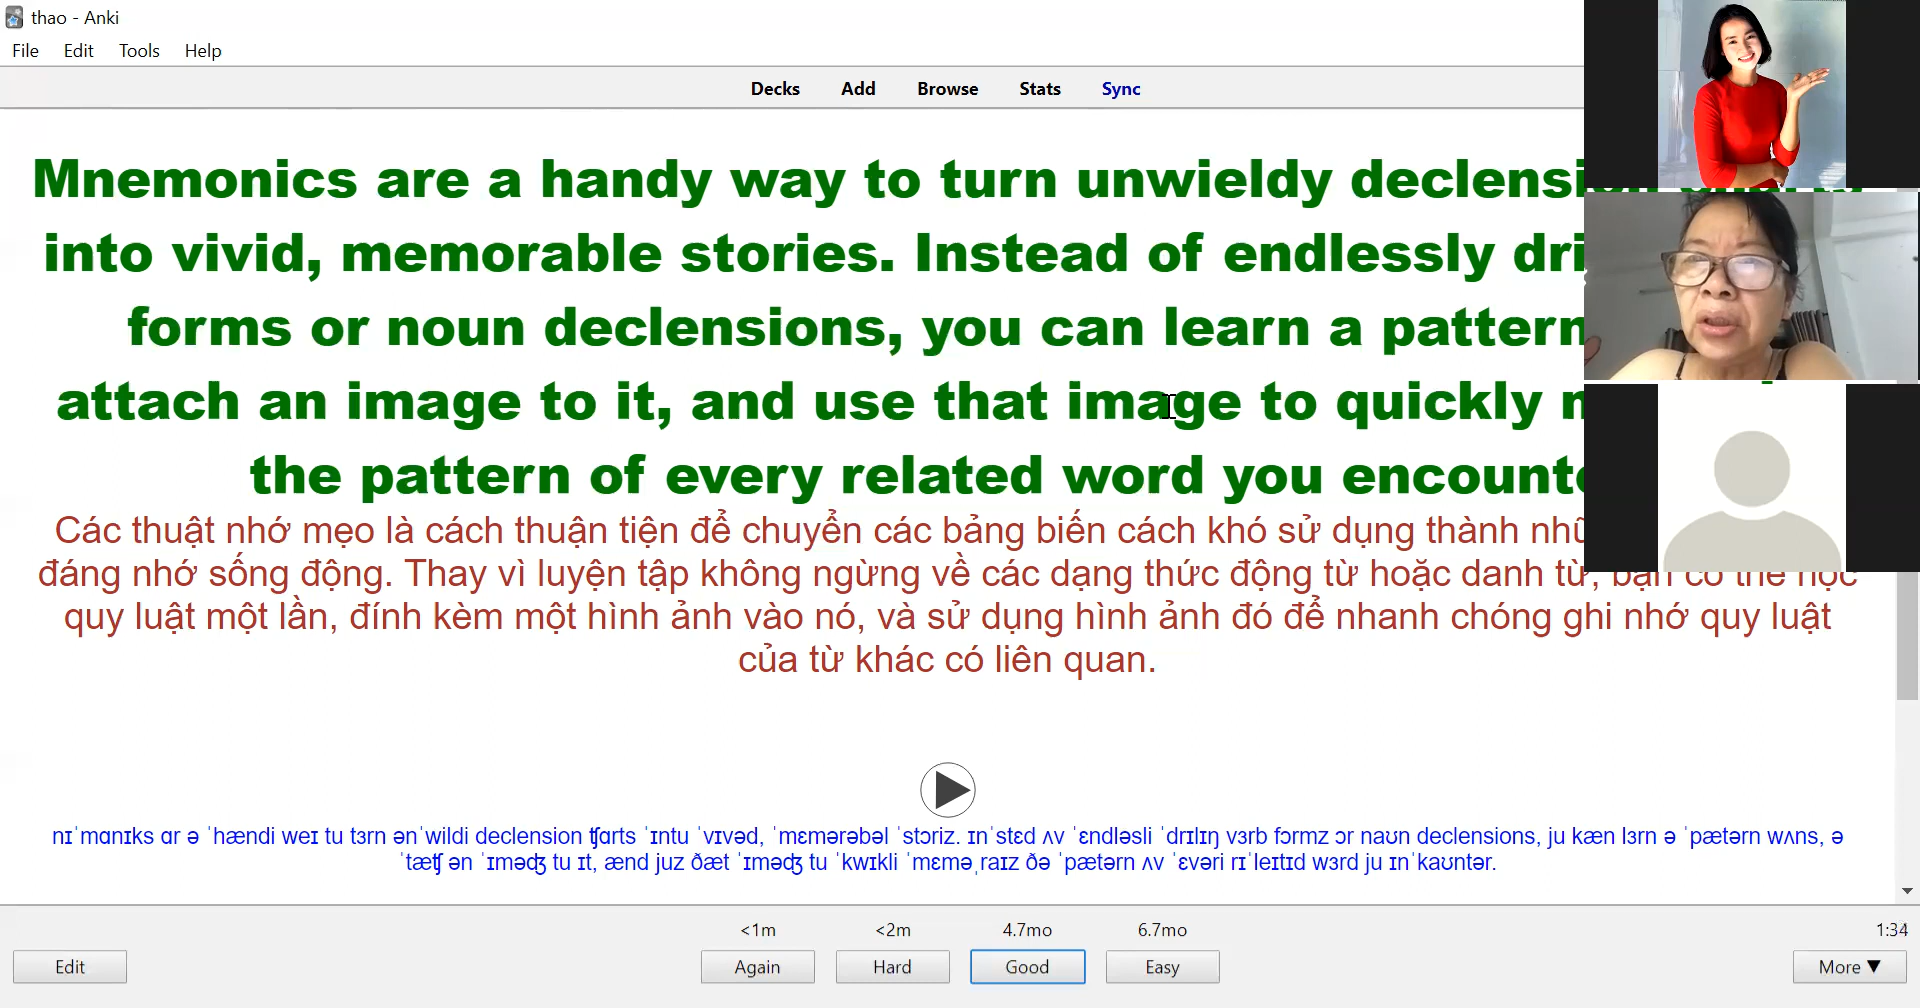 thao - Anki
File Edit Tools Help
Decks Add Browse Stats Sync
Mnemonics are a handy way to turn unwieldy declension charts
into vivid, memorable stories. Instead of endlessly
forms or noun declensions, you can learn a pattern
attach an image to it, and use that image to quickly
the pattern of every related word you
Các thuật nhớ mẹo là cách thuận tiện để chuyển các bảng biến cách khó sử dụng thành
đáng nhớ sống động. Thay vì luyện tập không ngừng về các dạng thức động từ hoặc danh từ, bạn có thể học
quy luật một lần, đính kèm một hình ảnh vào nó, và sử dụng hình ảnh đó để nhanh chóng ghi nhớ quy luật
của từ khác có liên quan.
nɪˈmɑnɪks ɑr ə ˈhændi weɪ tu tɜrn ənˈwildi declension ʧɑrts ˈɪntu ˈvɪvəd, ˈmɛmərəbəl ˈstɔriz. ɪnˈstɛd ʌv ˈɛndləsli ˈdrɪlɪŋ vɜrb fɔrmz ɔr naʊn declensions, ju kæn lɜrn ə ˈpætərn wʌns, ə
ˈtæʧ ən ˈɪməʤ tu ɪt, ænd juz ðæt ˈɪməʤ tu ˈkwɪkli ˈmɛməˌraɪz ðə ˈpætərn ʌv ˈɛvəri rɪˈleɪtɪd wɜrd ju ɪnˈkaʊntər.
<1m <2m 4.7mo 6.7mo 1:34
Edit Again Hard Good Easy More ▼